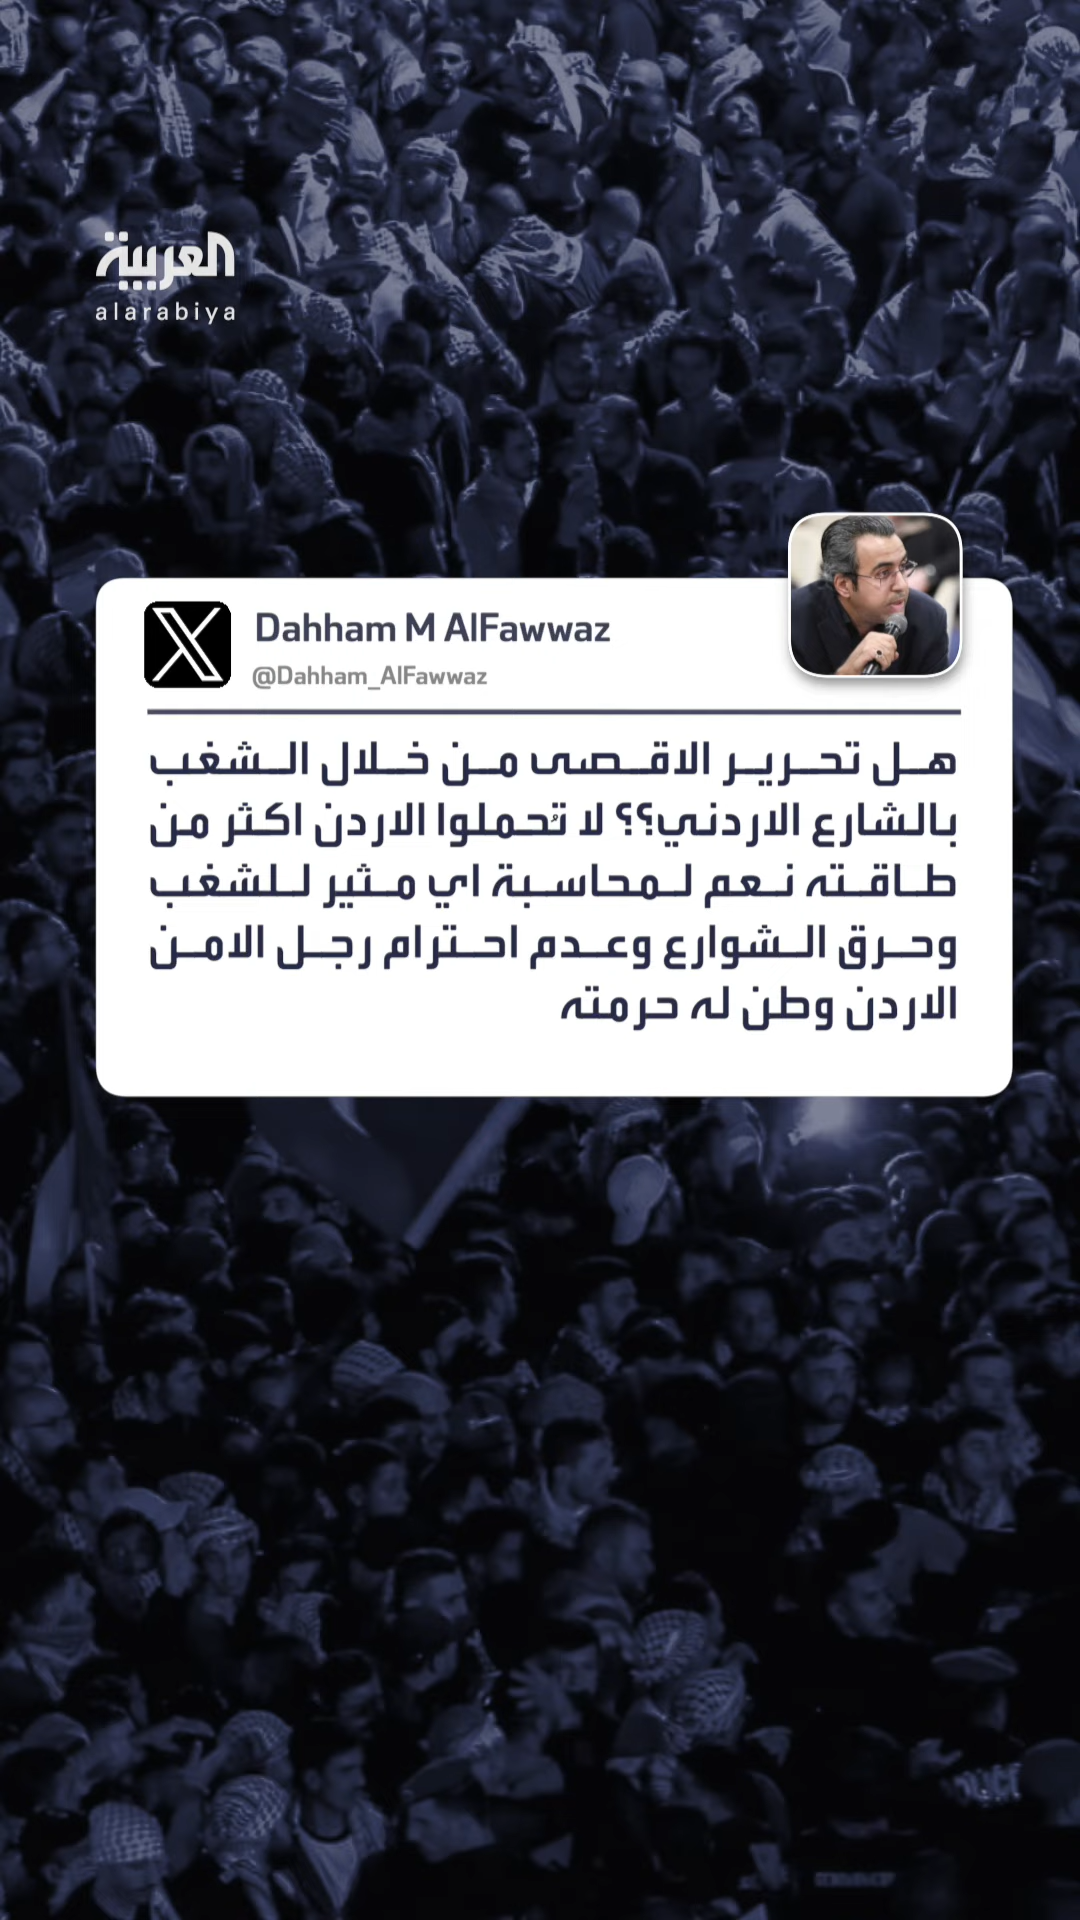 العربية
alarabiya
Dahham M AlFawwaz
@Dahham_AlFawwaz
هل تحرير الاقصى من خلال الشغب
بالشارع الاردني؟؟ لا تُحملوا الاردن اكثر من
طاقته نعم لمحاسبة اي مثير للشغب
وحرق الشوارع وعدم احترام رجل الامن
الاردن وطن له حرمته